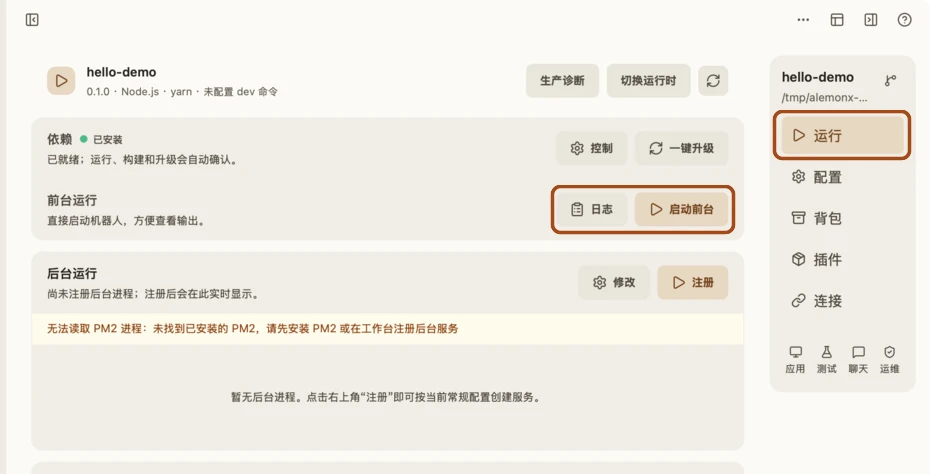 hello-demo
0.1.0 · Node.js · yarn · 未配置 dev 命令
生产诊断
切换运行时
依赖 已安装
已就绪；运行、构建和升级会自动确认。
控制
一键升级
前台运行
直接启动机器人，方便查看输出。
日志
启动前台
后台运行
尚未注册后台进程；注册后会在此实时显示。
修改
注册
无法读取 PM2 进程：未找到已安装的 PM2，请先安装 PM2 或在工作台注册后台服务
暂无后台进程。点击右上角“注册”即可按当前常规配置创建服务。
hello-demo
/tmp/alemonx-...
运行
配置
背包
插件
连接
应用
测试
聊天
运维